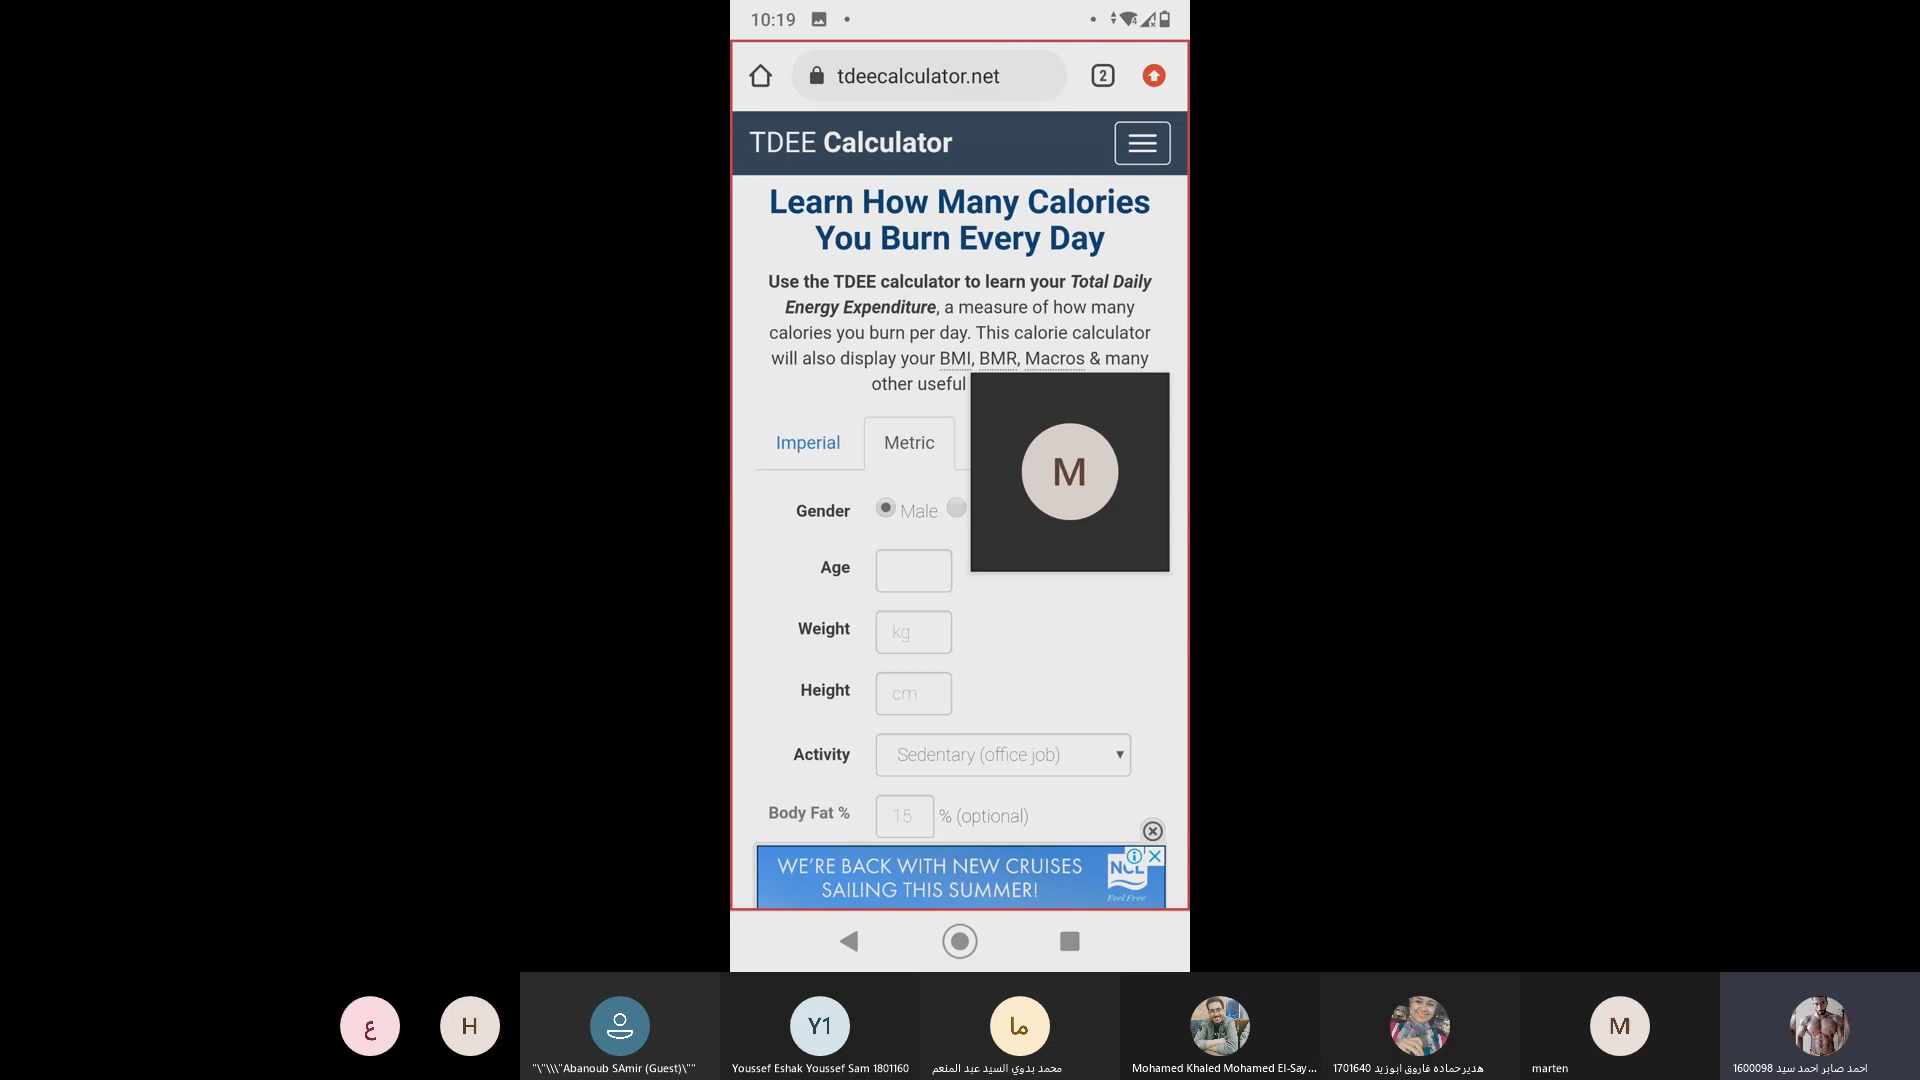 10:19
tdeecalculator.net
2
TDEE Calculator
Learn How Many Calories
You Burn Every Day
Use the TDEE calculator to learn your Total Daily
Energy Expenditure, a measure of how many
calories you burn per day. This calorie calculator
will also display your BMI, BMR, Macros & many
other useful
Imperial
Metric
M
Gender
Male
Age
Weight
kg
Height
cm
Activity
Sedentary (office job)
Body Fat %
15
% (optional)
WE'RE BACK WITH NEW CRUISES
SAILING THIS SUMMER!
NCL
Feel Free
ع
H
Y1
ما
M
"\"\\\"Abanoub SAmir (Guest)\""
Youssef Eshak Youssef Sam 1801160
محمد بدوي السيد عبد المنعم
Mohamed Khaled Mohamed El-Say...
هديرحماده فاروق ابوزيد 1701640
marten
احمد صابر احمد سيد 1600098